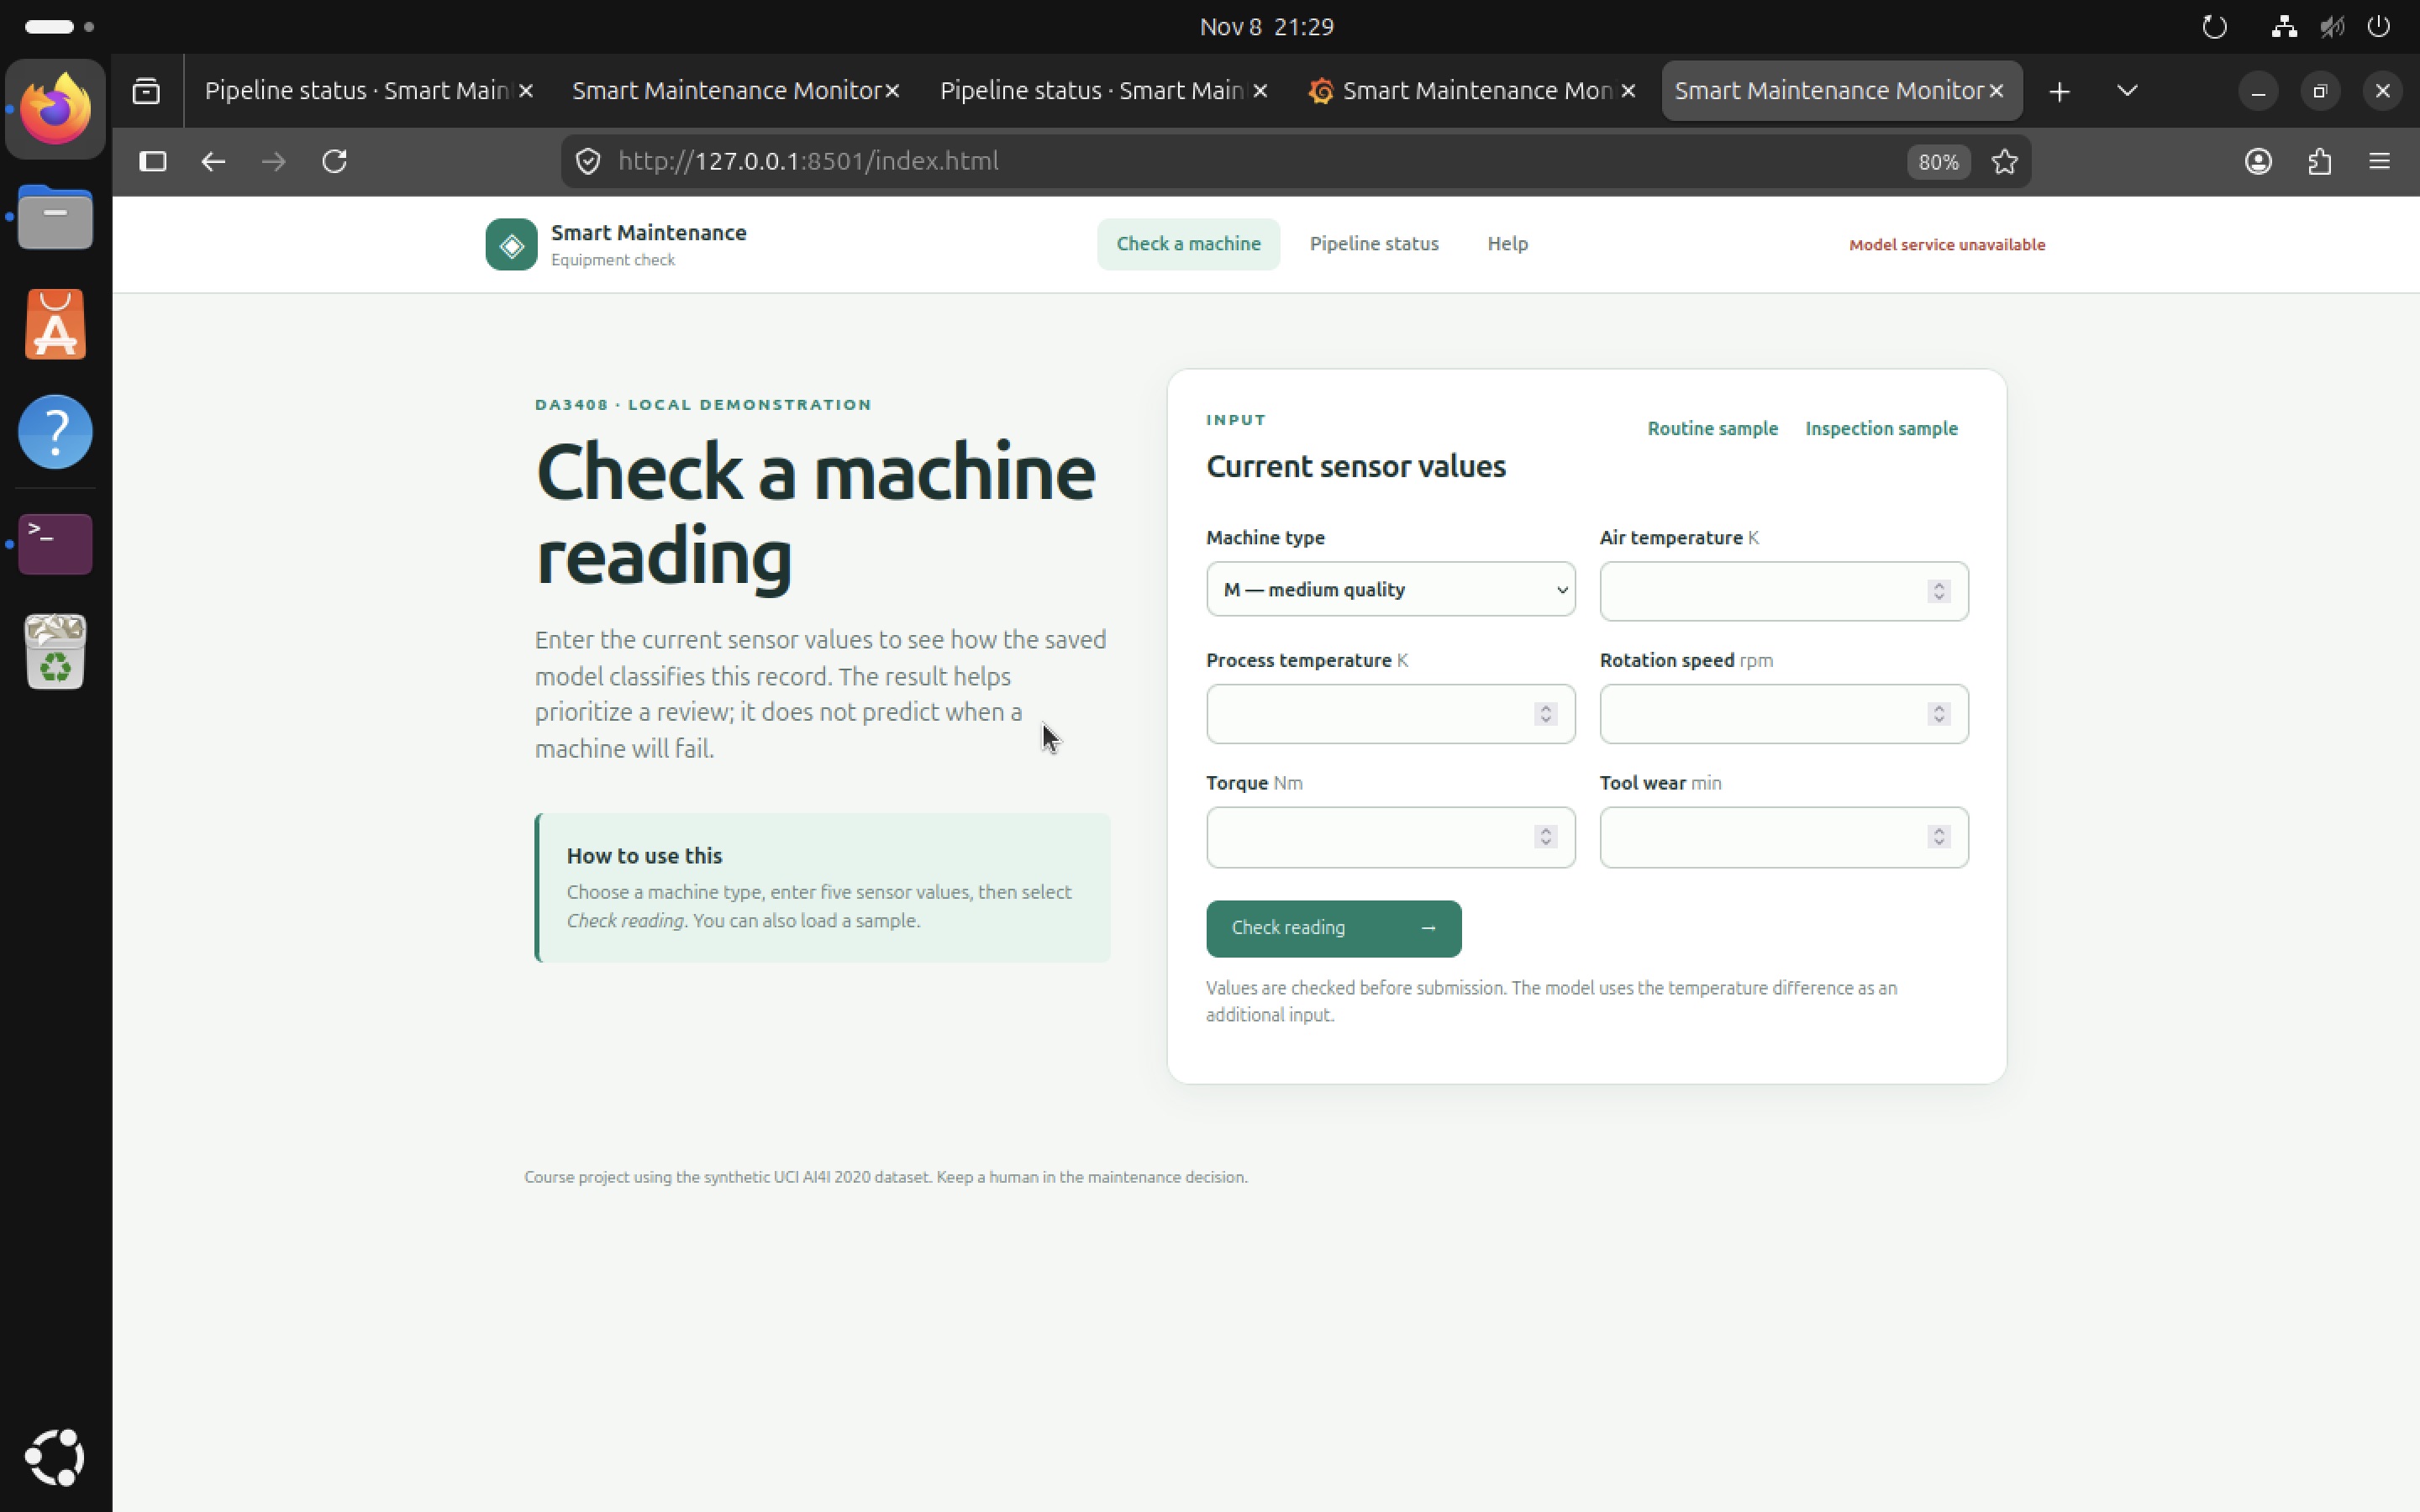 Nov 8 21:29
Pipeline status · Smart Main
Smart Maintenance Monitor
Pipeline status · Smart Main
Smart Maintenance Mon
Smart Maintenance Monitor
http://127.0.0.1:8501/index.html
80%
Smart Maintenance
Equipment check
Check a machine
Pipeline status
Help
Model service unavailable
DA3408 · LOCAL DEMONSTRATION
Check a machine
reading
Enter the current sensor values to see how the saved
model classifies this record. The result helps
prioritize a review; it does not predict when a
machine will fail.
How to use this
Choose a machine type, enter five sensor values, then select
Check reading. You can also load a sample.
INPUT
Routine sample
Inspection sample
Current sensor values
Machine type
Air temperature K
M — medium quality
Process temperature K
Rotation speed rpm
Torque Nm
Tool wear min
Check reading →
Values are checked before submission. The model uses the temperature difference as an
additional input.
Course project using the synthetic UCI AI4I 2020 dataset. Keep a human in the maintenance decision.